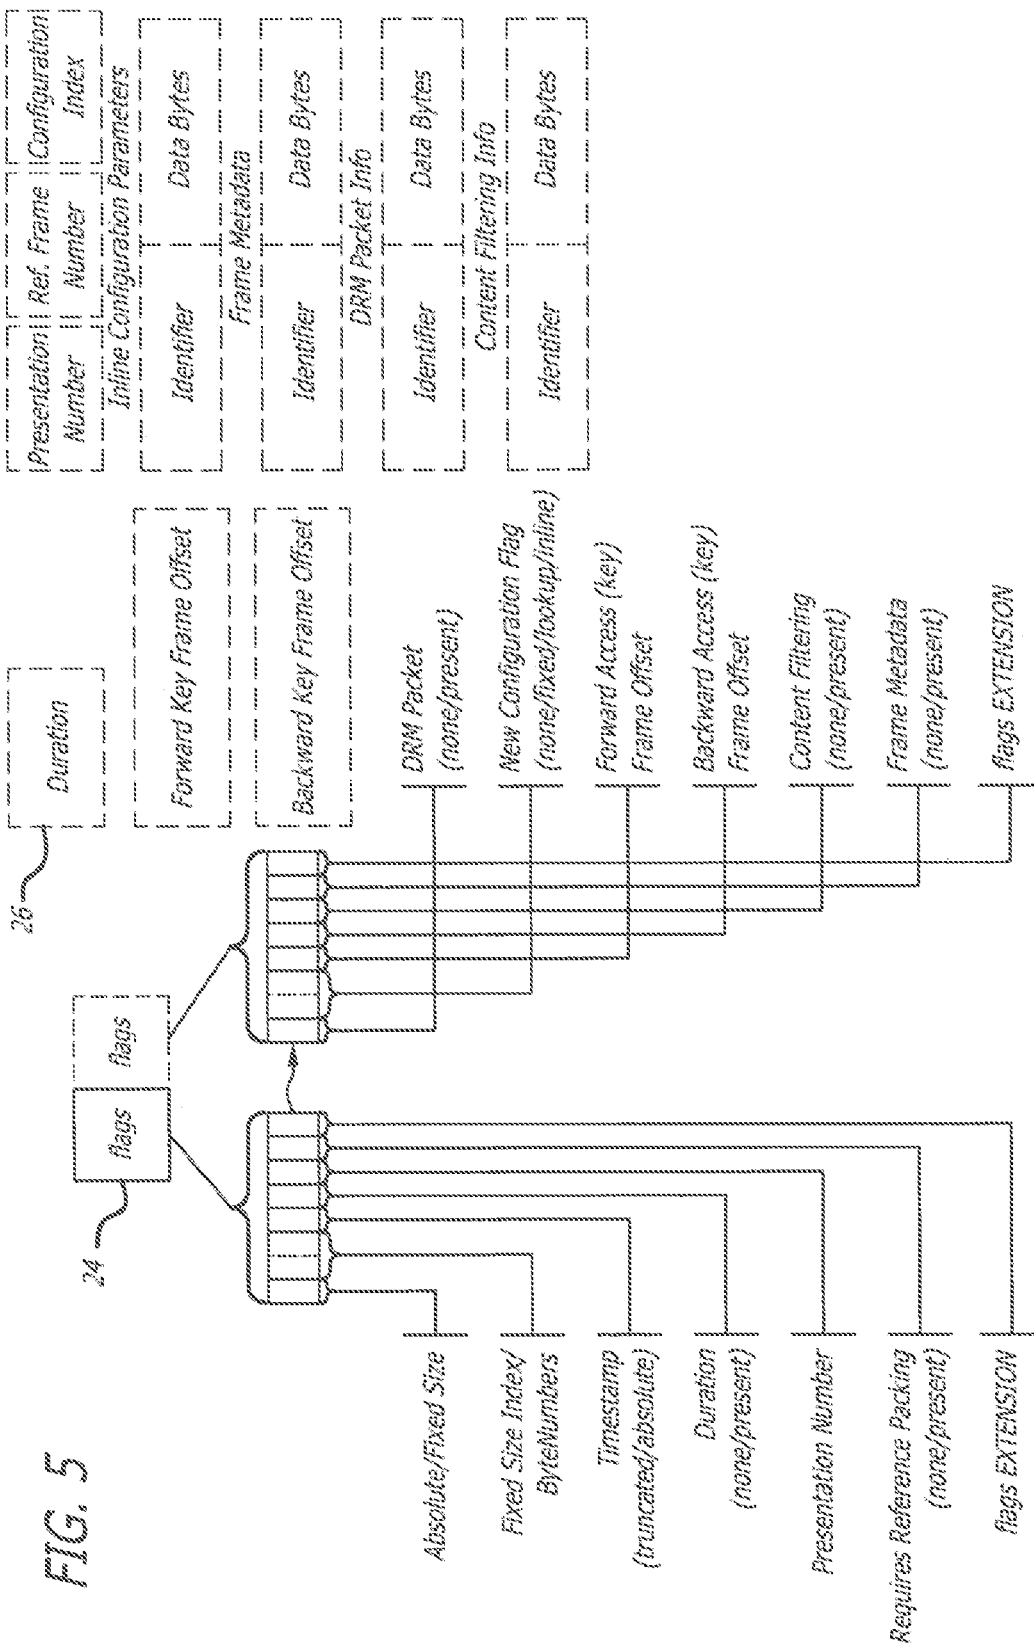 FIG. 5
24
flags
flags
26
Duration
Presentation
Number
Ref. Frame
Number
Configuration
Index
Forward Key Frame Offset
Backward Key Frame Offset
Inline Configuration Parameters
Identifier
Data Bytes
Frame Metadata
Identifier
Data Bytes
DRM Packet Info
Identifier
Data Bytes
Content Filtering Info
Identifier
Data Bytes
Absolute/Fixed Size
Fixed Size Index/
ByteNumbers
Timestamp
(truncated/absolute)
Duration
(none/present)
Presentation Number
Requires Reference Packing
(none/present)
flags EXTENSION
DRM Packet
(none/present)
New Configuration Flag
(none/fixed/lookup/inline)
Forward Access (key)
Frame Offset
Backward Access (key)
Frame Offset
Content Filtering
(none/present)
Frame Metadata
(none/present)
flags EXTENSION